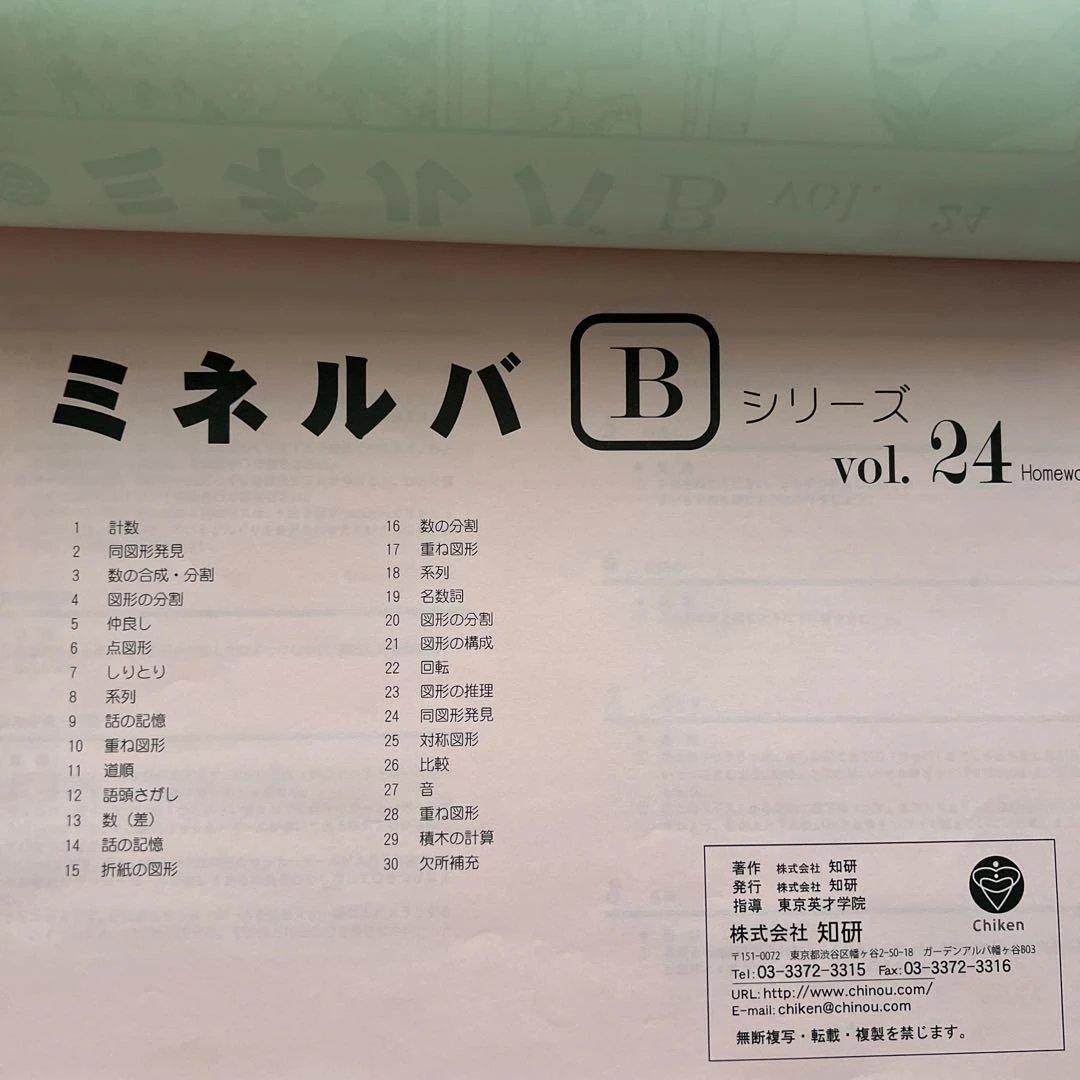 ミネルバ B vol. 24
ミネルバ B シリーズ
vol. 24
1 計数
2 同図形発見
3 数の合成・分割
4 図形の分割
5 仲良し
6 点図形
7 しりとり
8 系列
9 話の記憶
10 重ね図形
11 道順
12 語頭さがし
13 数（差）
14 話の記憶
15 折紙の図形
16 数の分割
17 重ね図形
18 系列
19 名数詞
20 図形の分割
21 図形の構成
22 回転
23 図形の推理
24 同図形発見
25 対称図形
26 比較
27 音
28 重ね図形
29 積木の計算
30 欠所補充
著作 株式会社 知研
発行 株式会社 知研
指導 東京英才学院
Chiken
株式会社 知研
〒151-0072 東京都渋谷区幡ヶ谷2-50-18 ガーデンアルバ幡ヶ谷B03
Tel:03-3372-3315 Fax:03-3372-3316
URL:http://www.chinou.com/
E-mail:chiken@chinou.com
無断複写・転載・複製を禁じます。